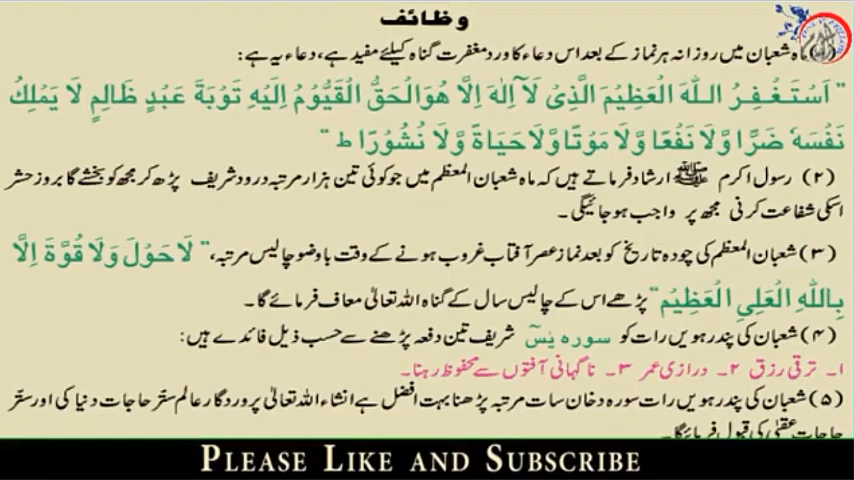 وظائف
ماہ شعبان میں روزانہ ہر نماز کے بعد اس دعاء کا ورد مغفرت گناہ کیلئے مفید ہے، دعاء یہ ہے:
"اَسْتَغْفِرُ اللّٰهَ الْعَظِيْمَ الَّذِىْ لَآ اِلٰهَ اِلَّا هُوَ الْحَقُّ الْقَيُّوْمُ اِلَيْهِ تَوْبَةَ عَبْدٍ ظَالِمٍ لَا يَمْلِكُ
نَفْسَهٗ ضَرًّا وَّلَا نَفْعًا وَّلَا مَوْتًا وَّلَا حَيَاةً وَّلَا نُشُوْرًا ط"
(۲) رسول اکرم ﷺ ارشاد فرماتے ہیں کہ ماہ شعبان المعظم میں جو کوئی تین ہزار مرتبہ درود شریف پڑھ کر مجھ کو بخشے گا بروز حشر
اسکی شفاعت کرنی مجھ پر واجب ہو جائیگی۔
(۳) شعبان المعظم کی چودہ تاریخ کو بعد نماز عصر آفتاب غروب ہونے کے وقت باوضو چالیس مرتبہ، "لَاحَوْلَ وَلَا قُوَّةَ اِلَّا
بِاللّٰهِ الْعَلِىِ الْعَظِيْمِ" پڑھے اس کے چالیس سال کے گناہ اللہ تعالیٰ معاف فرمائے گا۔
(۴) شعبان کی پندرھویں رات کو سورہ یٰسٓ شریف تین دفعہ پڑھنے سے حسب ذیل فائدے ہیں:
۱۔ ترقی رزق ۲۔ درازی عمر ۳۔ ناگہانی آفتوں سے محفوظ رہنا۔
(۵) شعبان کی پندرھویں رات سورہ دخان سات مرتبہ پڑھنا بہت افضل ہے انشاء اللہ تعالیٰ پروردگار عالم ستّر حاجات دنیا کی اور ستّر
حاجات عقبٰی کی قبول فرمائیگا۔
PLEASE LIKE AND SUBSCRIBE